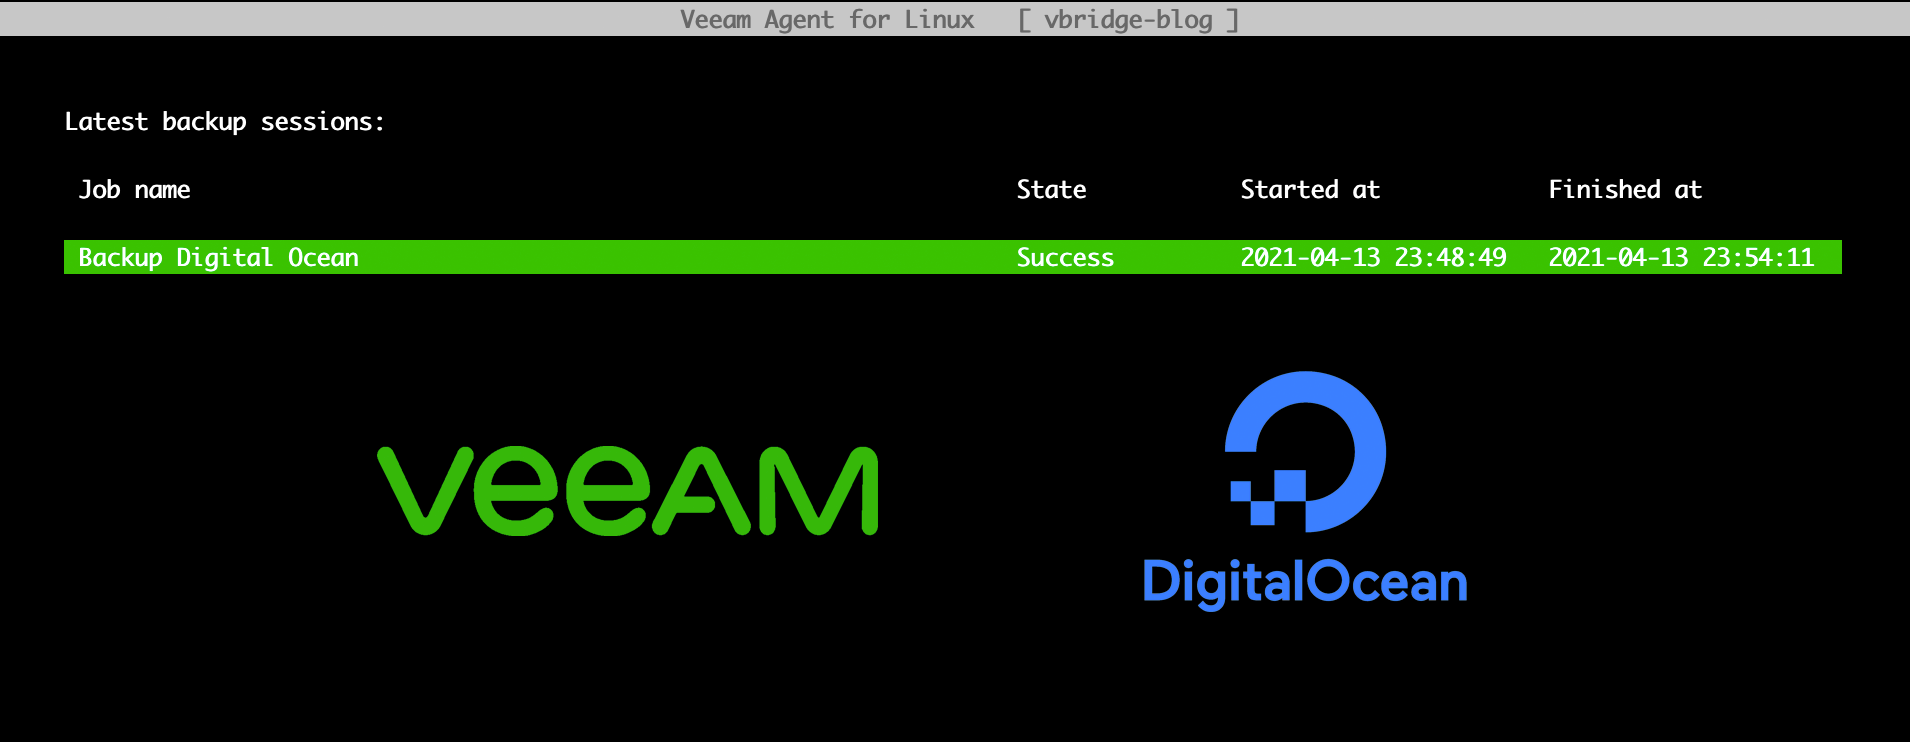 Veeam Agent for Linux   [ vbridge-blog ]
Latest backup sessions:
Job name   State   Started at   Finished at
Backup Digital Ocean   Success   2021-04-13 23:48:49   2021-04-13 23:54:11
veeAM
DigitalOcean